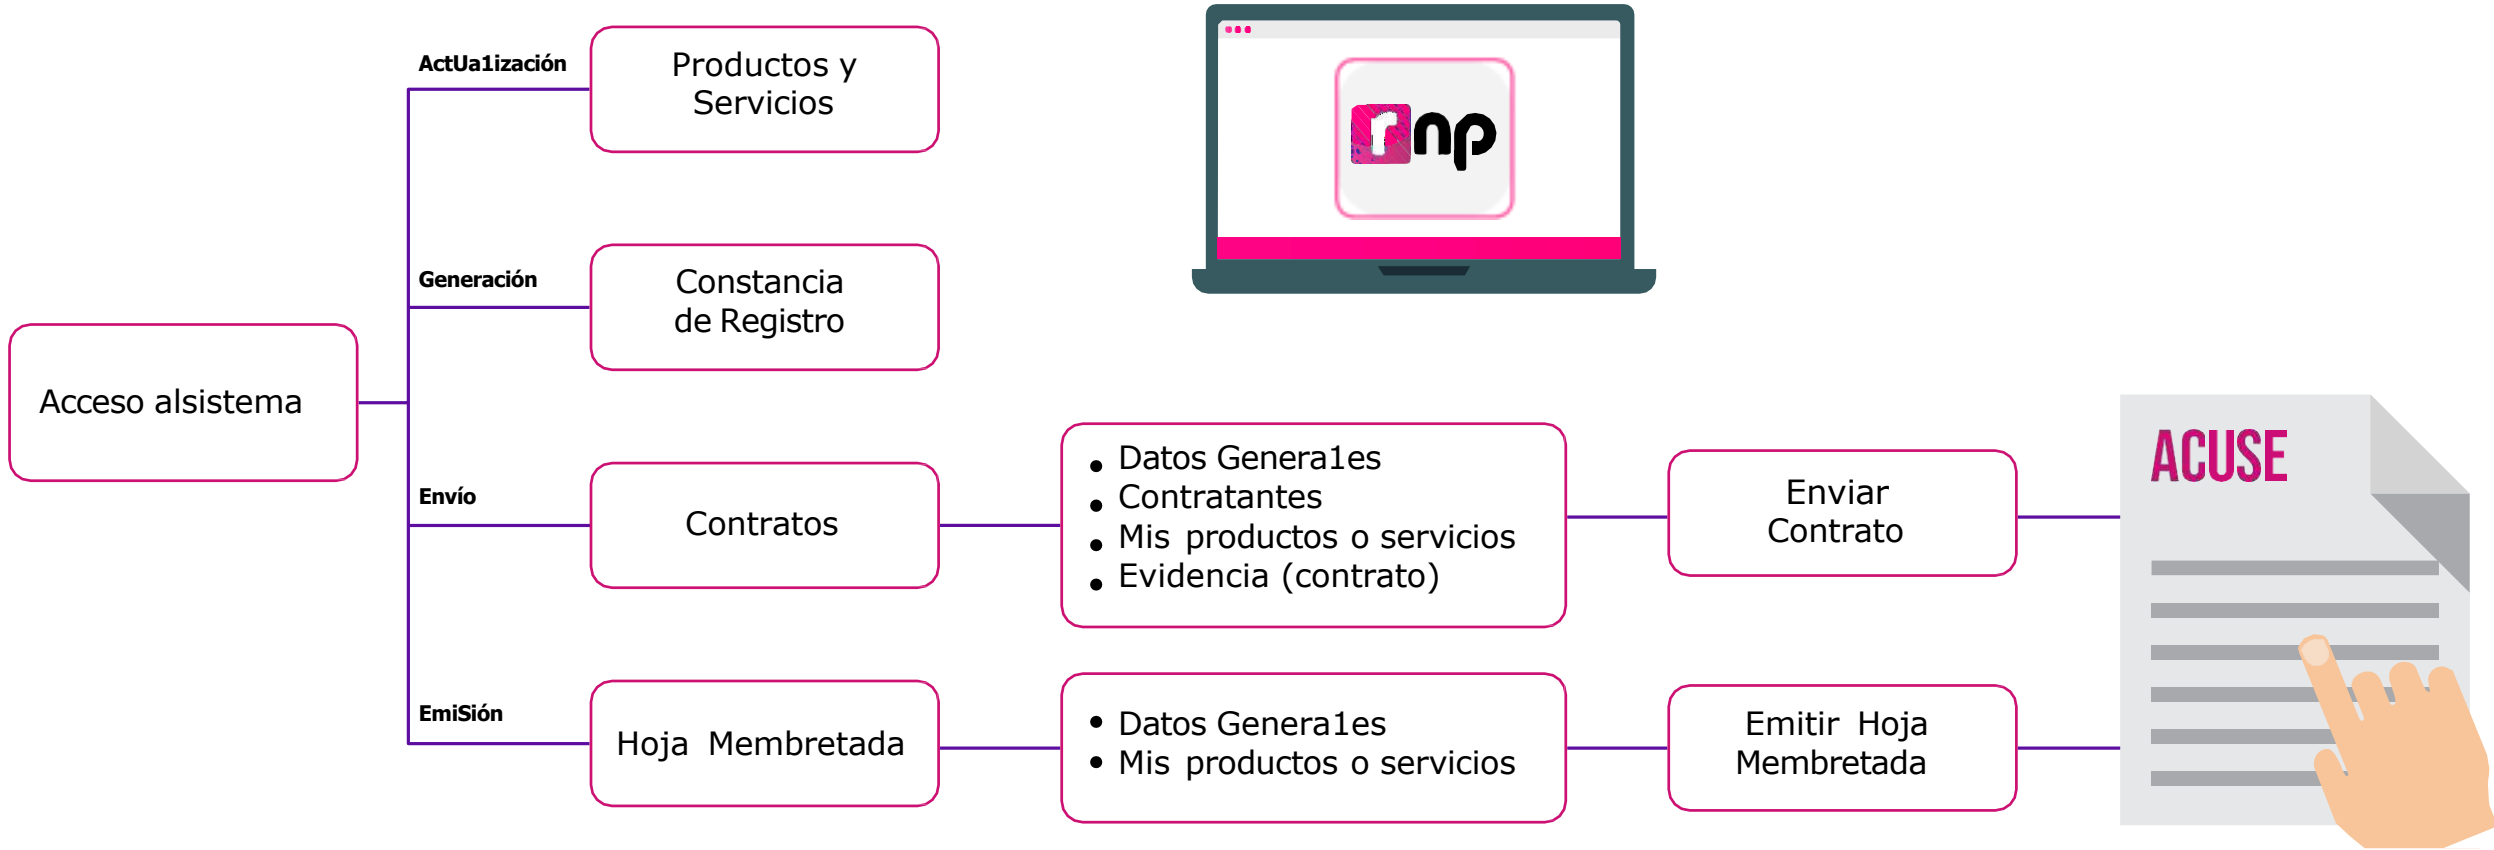 ActUa1ización
Productos y
Servicios
rnp
Generación
Constancia
de Registro
Acceso alsistema
Envío
Contratos
Datos Genera1es
Contratantes
Mis productos o servicios
Evidencia (contrato)
Enviar
Contrato
ACUSE
EmiSión
Hoja Membretada
Datos Genera1es
Mis productos o servicios
Emitir Hoja
Membretada